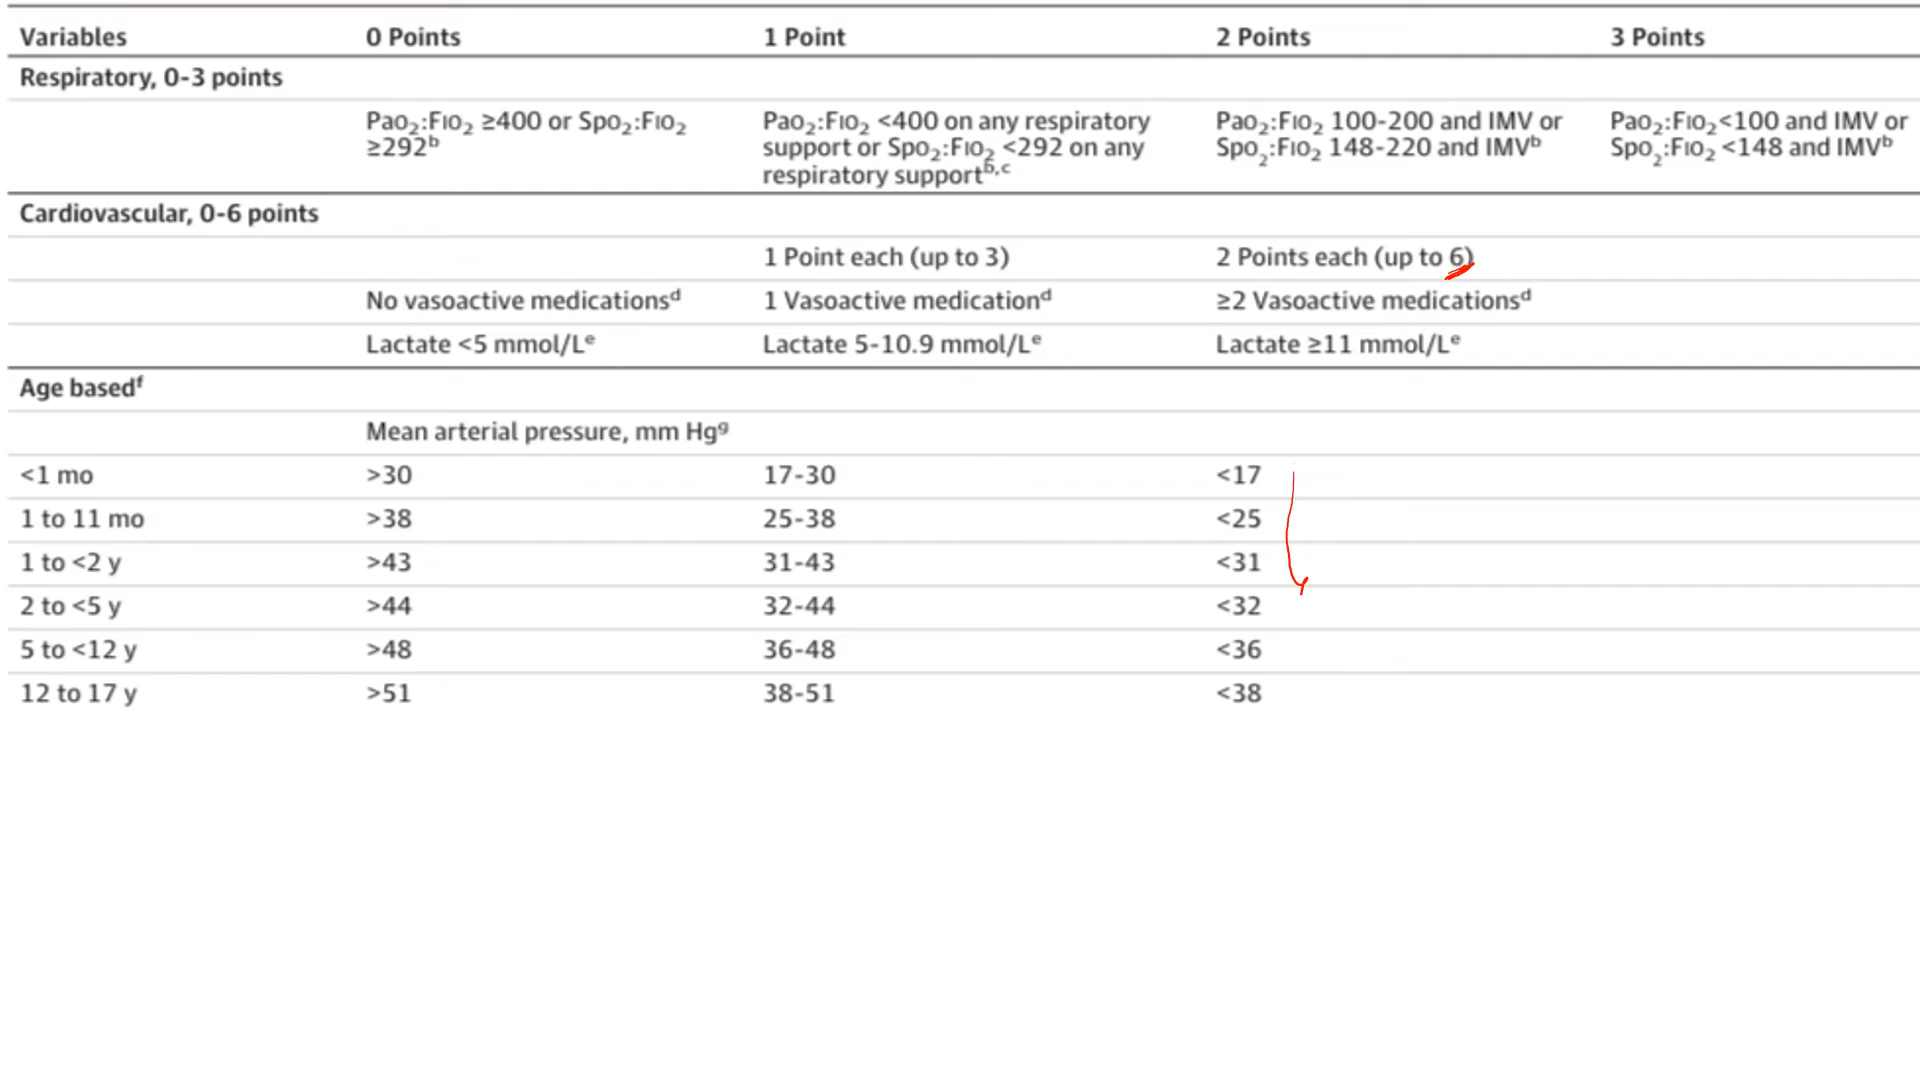 Variables 0 Points 1 Point 2 Points 3 Points
Respiratory, 0-3 points
Pao₂:Fio₂ ≥400 or Spo₂:Fio₂ Pao₂:Fio₂ <400 on any respiratory Pao₂:Fio₂ 100-200 and IMV or Pao₂:Fio₂<100 and IMV or
≥292ᵇ support or Spo₂:Fio₂ <292 on any Spo₂:Fio₂ 148-220 and IMVᵇ Spo₂:Fio₂ <148 and IMVᵇ
respiratory supportᵇ,ᶜ
Cardiovascular, 0-6 points
1 Point each (up to 3) 2 Points each (up to 6)
No vasoactive medicationsᵈ 1 Vasoactive medicationᵈ ≥2 Vasoactive medicationsᵈ
Lactate <5 mmol/Lᵉ Lactate 5-10.9 mmol/Lᵉ Lactate ≥11 mmol/Lᵉ
Age basedᶠ
Mean arterial pressure, mm Hgᵍ
<1 mo >30 17-30 <17
1 to 11 mo >38 25-38 <25
1 to <2 y >43 31-43 <31
2 to <5 y >44 32-44 <32
5 to <12 y >48 36-48 <36
12 to 17 y >51 38-51 <38